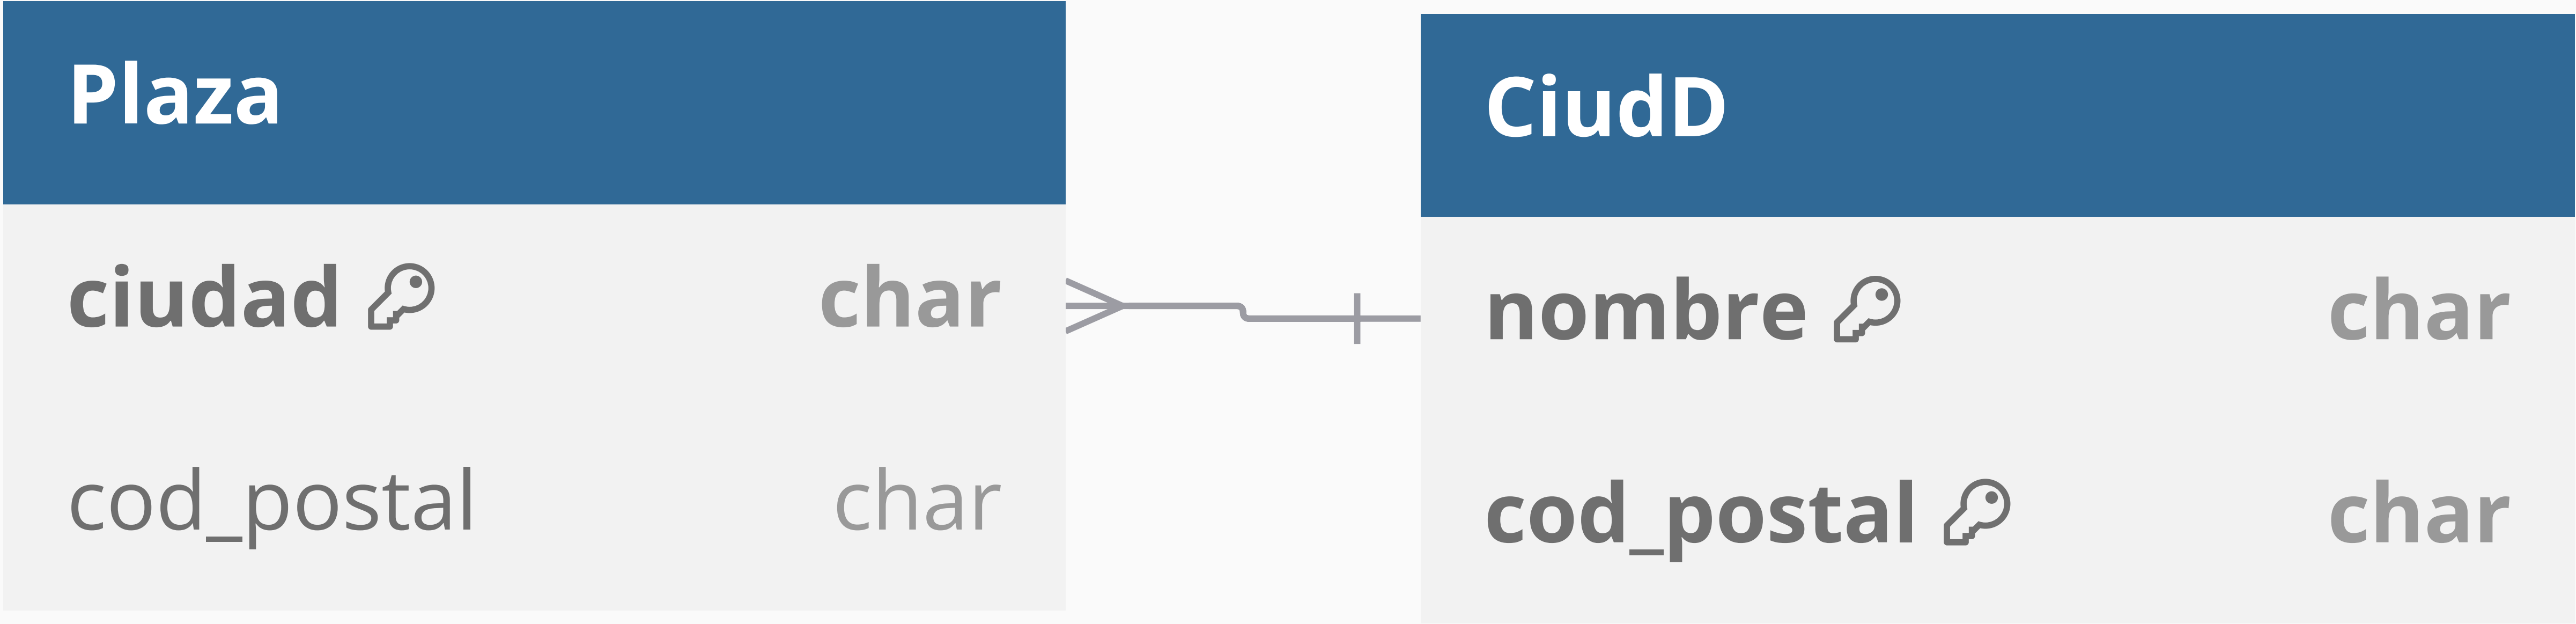 Plaza
ciudad char
cod_postal char
CiudD
nombre char
cod_postal char